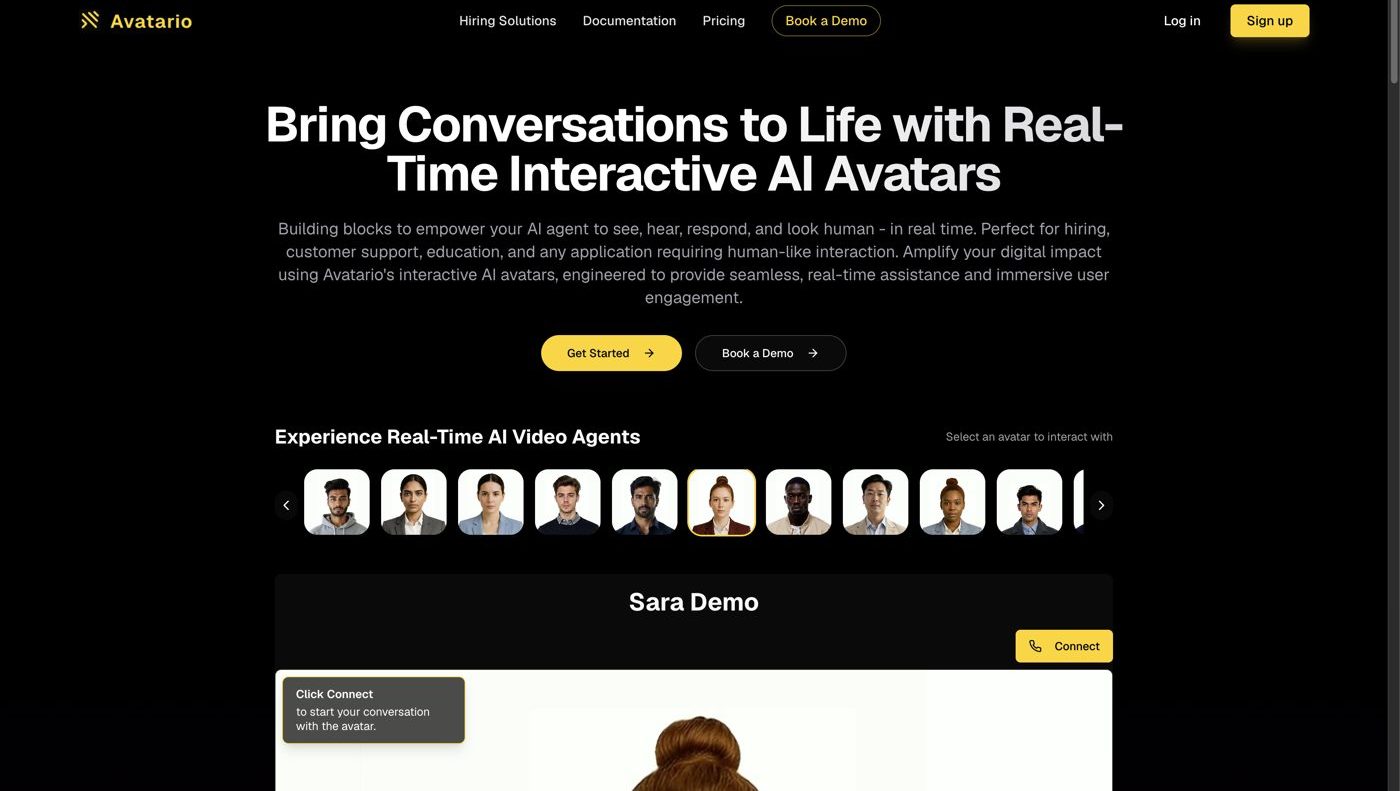 Avatario
Hiring Solutions
Documentation
Pricing
Book a Demo
Log in
Sign up
Bring Conversations to Life with Real-
Time Interactive AI Avatars
Building blocks to empower your AI agent to see, hear, respond, and look human - in real time. Perfect for hiring,
customer support, education, and any application requiring human-like interaction. Amplify your digital impact
using Avatario's interactive AI avatars, engineered to provide seamless, real-time assistance and immersive user
engagement.
Get Started
Book a Demo
Experience Real-Time AI Video Agents
Select an avatar to interact with
Sara Demo
Connect
Click Connect
to start your conversation
with the avatar.